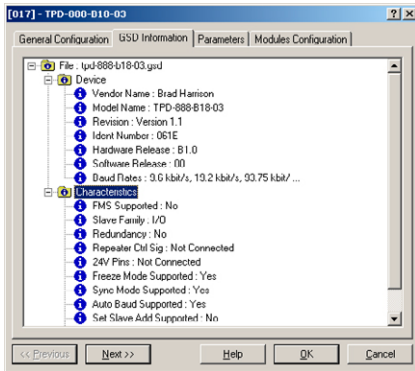 [017] - TPD-000-B10-03
General Configuration GSD Information Parameters Modules Configuration
File : tpd-888-b18-03.gsd
Device
Vendor Name : Brad Harrison
Model Name : TPD-888-B18-03
Revision : Version 1.1
Ident Number : 061E
Hardware Release : B1.0
Software Release : 00
Baud Rates : 9.6 kbit/s, 19.2 kbit/s, 93.75 kbit/ ...
Characteristics
FMS Supported : No
Slave Family : I/O
Redundancy : No
Repeater Ctrl Sig : Not Connected
24V Pins : Not Connected
Freeze Mode Supported : Yes
Sync Mode Supported : Yes
Auto Baud Supported : Yes
Set Slave Add Supported : No
<< Previous Next >> Help OK Cancel